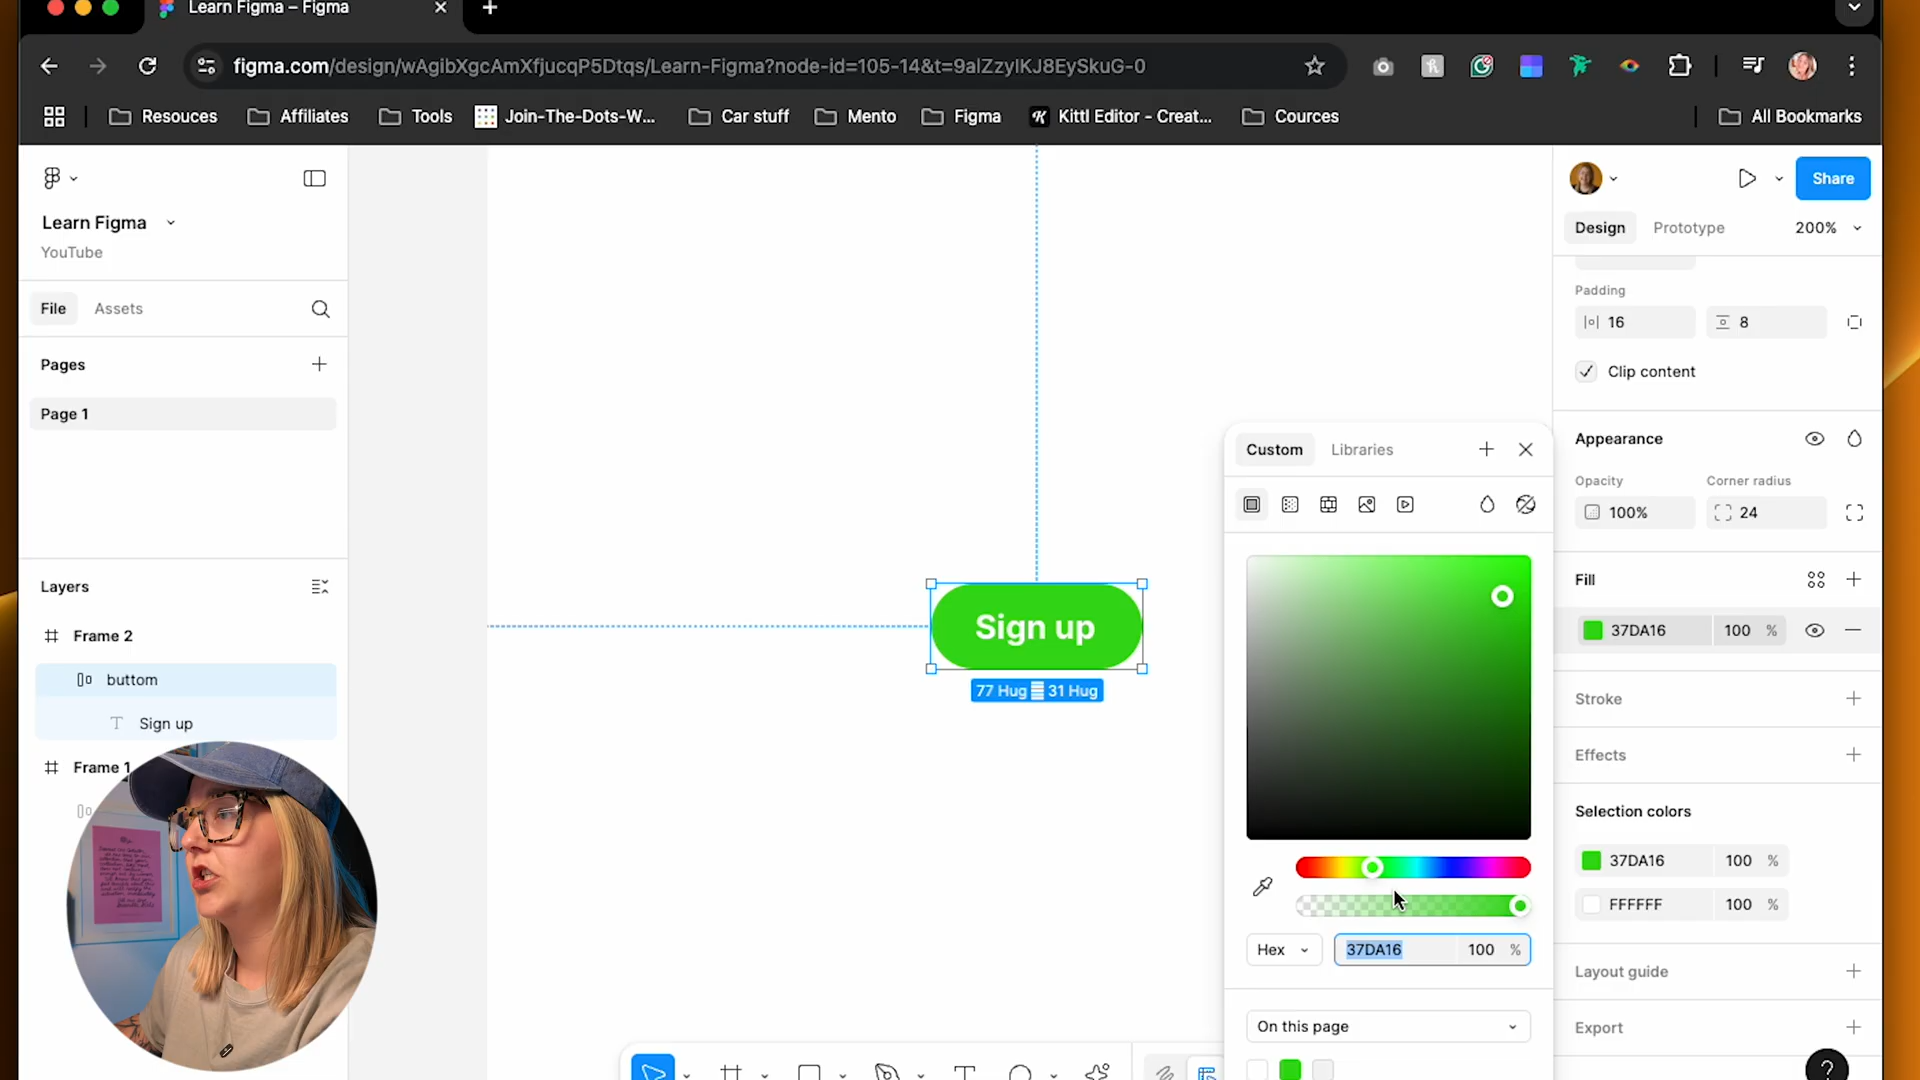 Learn Figma – Figma
figma.com/design/wAgibXgcAmXfjucqP5Dtqs/Learn-Figma?node-id=105-14&t=9alZzyIKJ8EySkuG-0
Resouces
Affiliates
Tools
Join-The-Dots-W...
Car stuff
Mento
Figma
Kittl Editor - Creat...
Cources
All Bookmarks
Learn Figma
YouTube
File
Assets
Pages
Page 1
Layers
Frame 2
buttom
Sign up
Frame 1
Sign up
77 Hug
31 Hug
Custom
Libraries
Hex
37DA16
100 %
On this page
Share
Design
Prototype
200%
Padding
16
8
Clip content
Appearance
Opacity
Corner radius
100%
24
Fill
37DA16
100 %
Stroke
Effects
Selection colors
37DA16
100 %
FFFFFF
100 %
Layout guide
Export
?